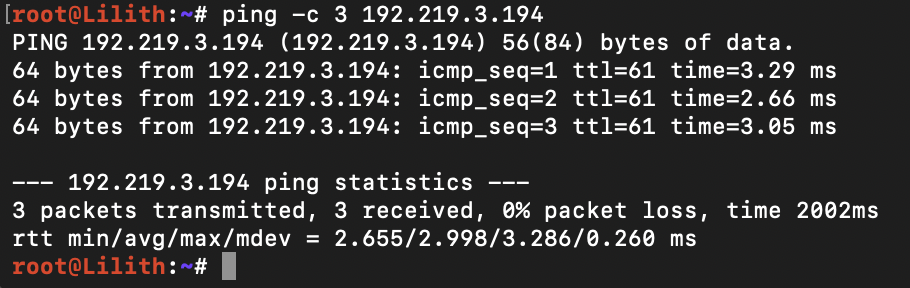 [root@Lilith:~# ping -c 3 192.219.3.194
PING 192.219.3.194 (192.219.3.194) 56(84) bytes of data.
64 bytes from 192.219.3.194: icmp_seq=1 ttl=61 time=3.29 ms
64 bytes from 192.219.3.194: icmp_seq=2 ttl=61 time=2.66 ms
64 bytes from 192.219.3.194: icmp_seq=3 ttl=61 time=3.05 ms

--- 192.219.3.194 ping statistics ---
3 packets transmitted, 3 received, 0% packet loss, time 2002ms
rtt min/avg/max/mdev = 2.655/2.998/3.286/0.260 ms
root@Lilith:~#